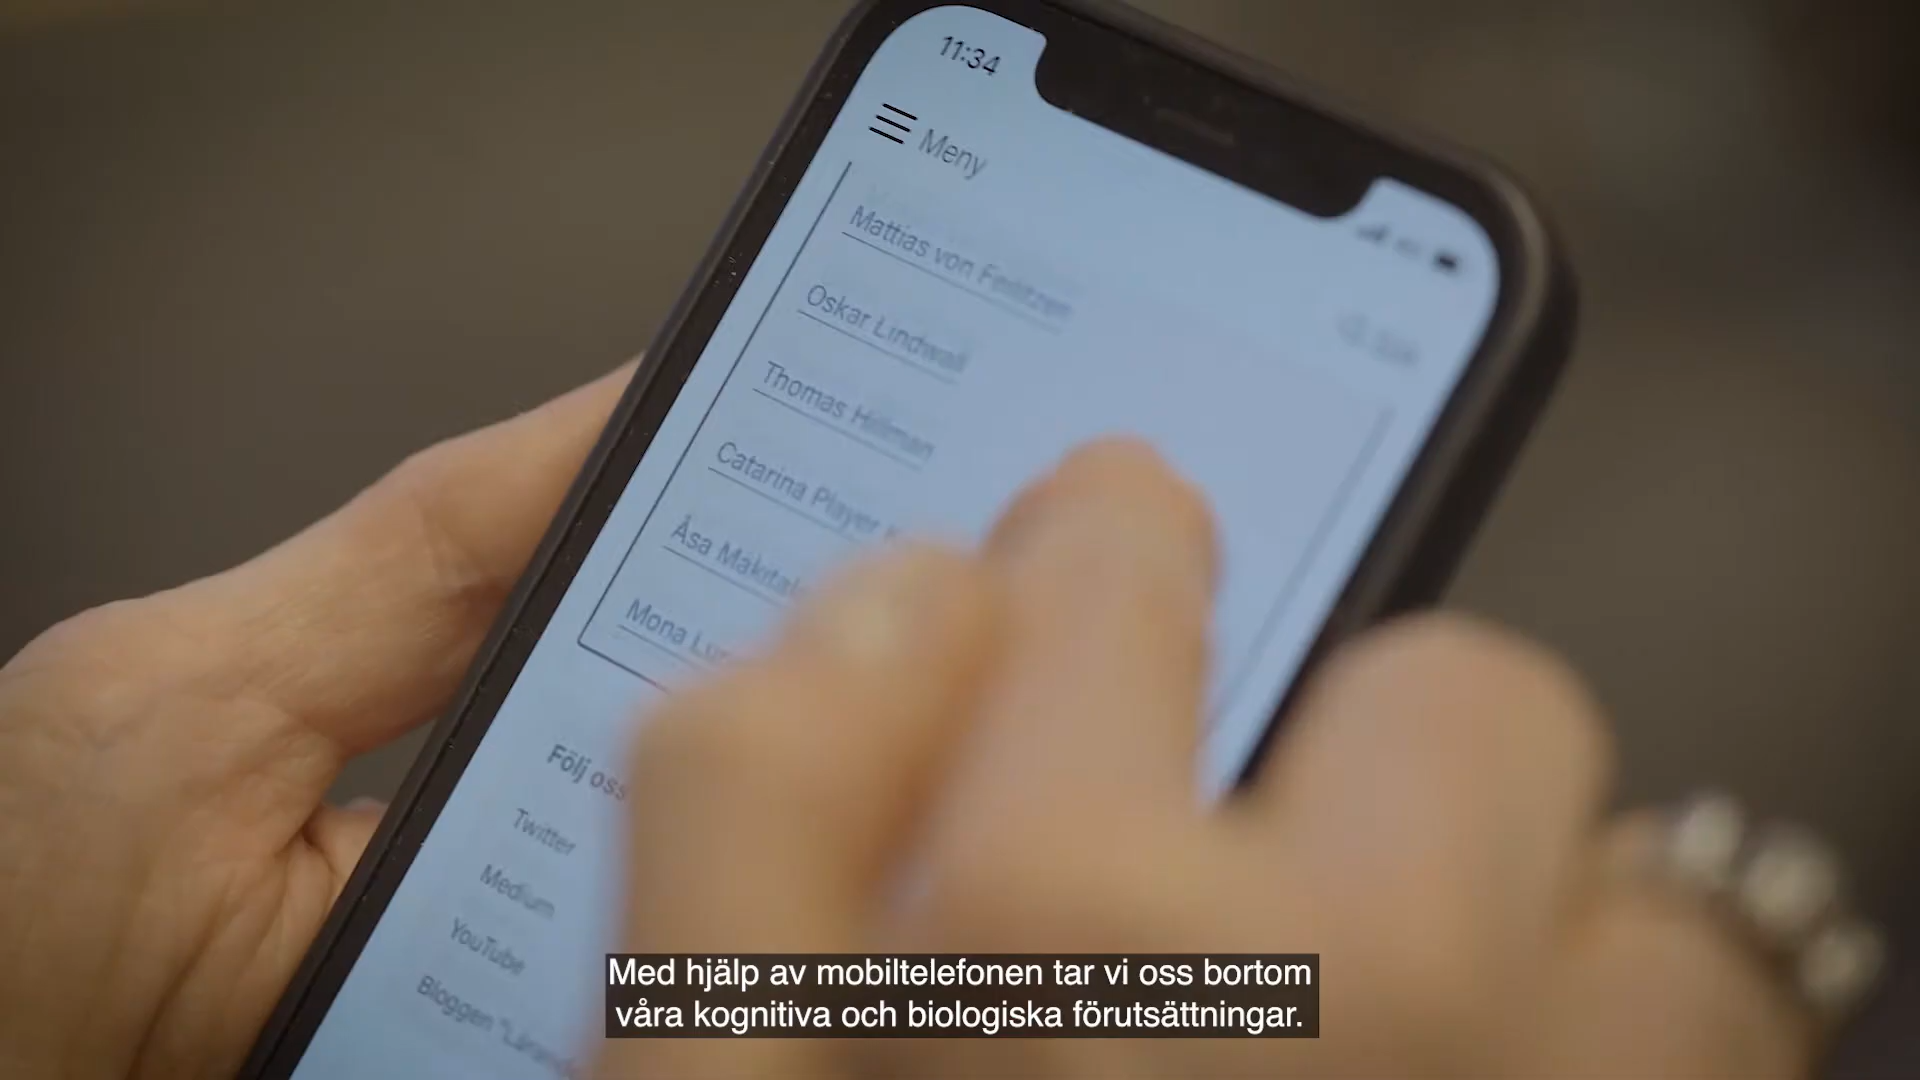 11:34
Meny
Mattias von Feilitzen
Oskar Lindwall
Thomas Hillman
Catarina Player
Åsa Mäkitalo
Mona
Följ oss
Twitter
Medium
YouTube
Bloggen
Med hjälp av mobiltelefonen tar vi oss bortom
våra kognitiva och biologiska förutsättningar.